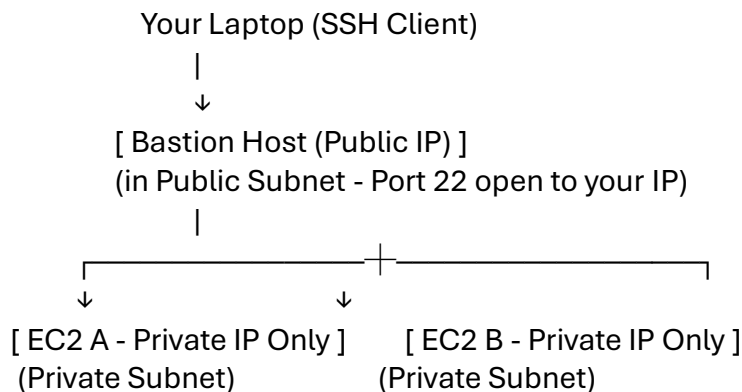 Your Laptop (SSH Client)
|
↓
[ Bastion Host (Public IP) ]
(in Public Subnet - Port 22 open to your IP)
|
┌──────────────────┼────────────────────┐
↓ ↓
[ EC2 A - Private IP Only ] [ EC2 B - Private IP Only ]
(Private Subnet) (Private Subnet)